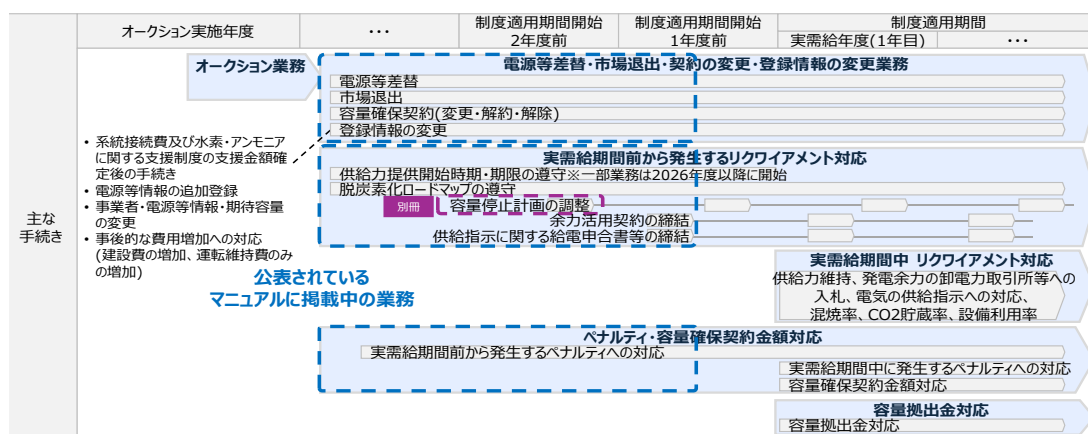 オークション実施年度
･･･
制度適用期間開始
2年度前
制度適用期間開始
1年度前
制度適用期間
実需給年度(1年目)
･･･
主な
手続き
オークション業務
電源等差替・市場退出・契約の変更・登録情報の変更業務
電源等差替
市場退出
容量確保契約(変更・解約・解除)
登録情報の変更
• 系統接続費及び水素・アンモニア
に関する支援制度の支援金額確
定後の手続き
• 電源等情報の追加登録
• 事業者・電源等情報・期待容量
の変更
• 事後的な費用増加への対応
(建設費の増加、運転維持費のみ
の増加)
実需給期間前から発生するリクワイアメント対応
供給力提供開始時期・期限の遵守※一部業務は2026年度以降に開始
脱炭素化ロードマップの遵守
別冊
容量停止計画の調整
余力活用契約の締結
供給指示に関する給電申合書等の締結
公表されている
マニュアルに掲載中の業務
実需給期間中 リクワイアメント対応
供給力維持、発電余力の卸電力取引所等への
入札、電気の供給指示への対応、
混焼率、CO2貯蔵率、設備利用率
ペナルティ・容量確保契約金額対応
実需給期間前から発生するペナルティへの対応
実需給期間中に発生するペナルティへの対応
容量確保契約金額対応
容量拠出金対応
容量拠出金対応